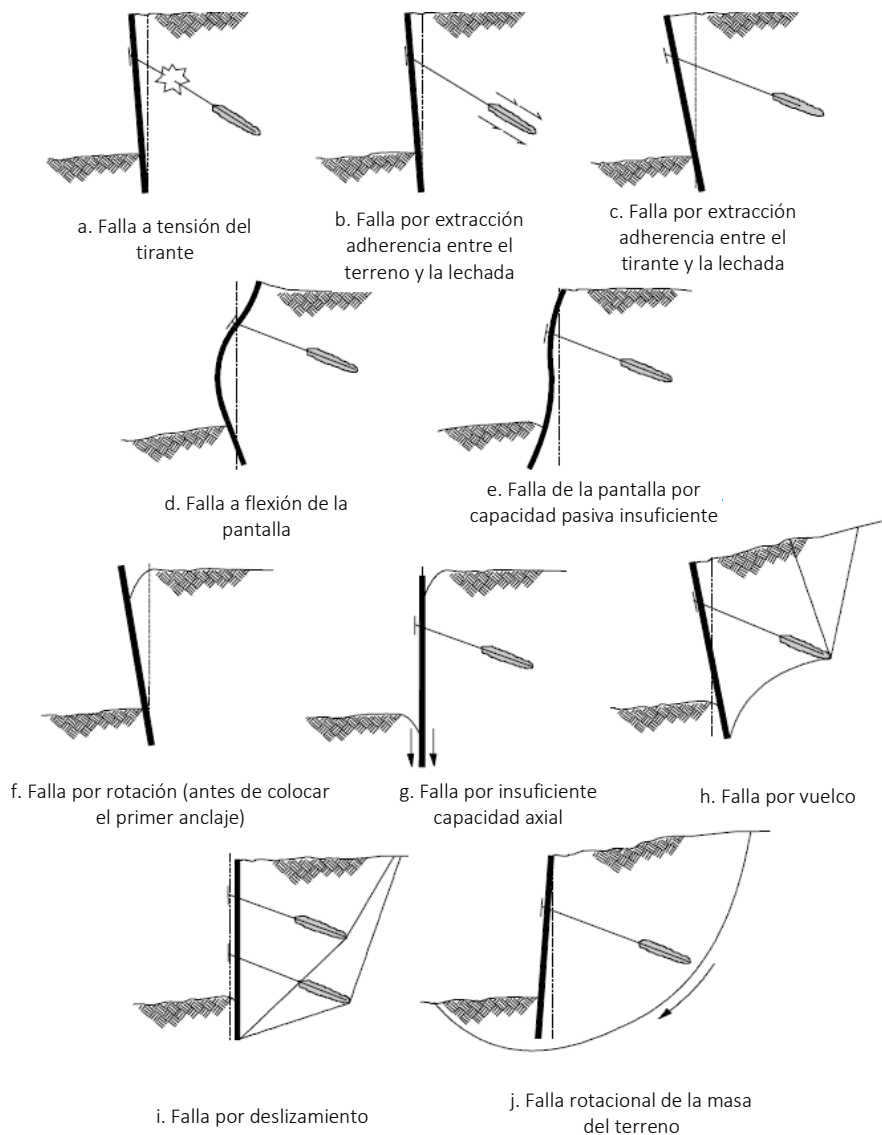 a. Falla a tensión del
tirante
b. Falla por extracción
adherencia entre el
terreno y la lechada
c. Falla por extracción
adherencia entre el
tirante y la lechada
d. Falla a flexión de la
pantalla
e. Falla de la pantalla por
capacidad pasiva insuficiente
f. Falla por rotación (antes de colocar
el primer anclaje)
g. Falla por insuficiente
capacidad axial
h. Falla por vuelco
i. Falla por deslizamiento
j. Falla rotacional de la masa
del terreno